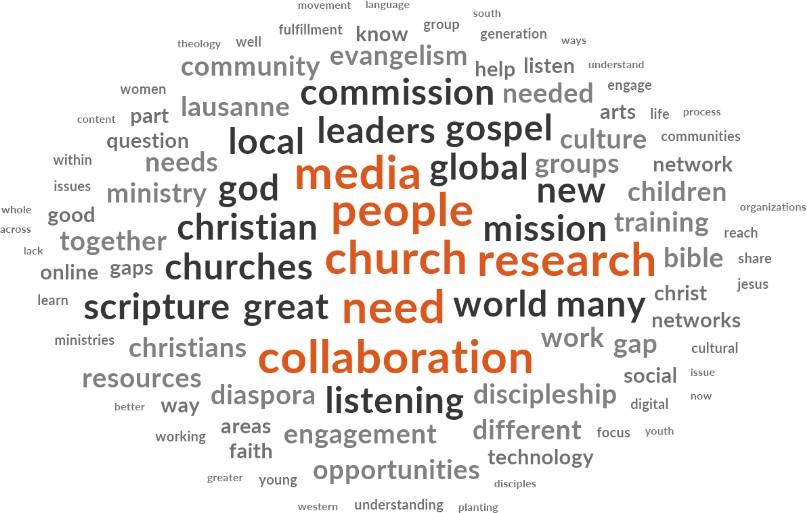 movement language
south
fulfillment know group generation
theology well ways
community evangelism help listen understand
women commission needed engage
content part lausanne arts life process
question local leaders gospel culture communities
within needs media global groups network
issues ministry god new children
whole good people organizations
across together christian mission training reach
lack online gaps churches church research bible share
learn scripture great need world many christ jesus
networks
ministries christians collaboration work gap cultural
resources social issue
better way diaspora listening discipleship digital now
working areas engagement different focus youth
faith technology
greater young opportunities disciples
western understanding planting